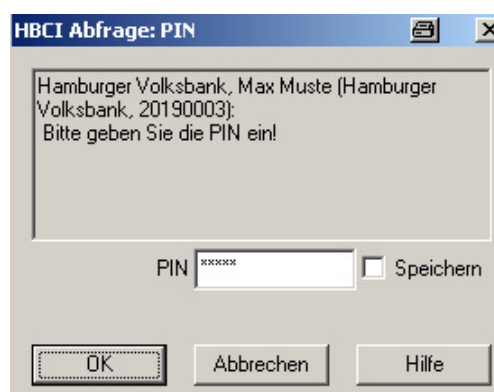 HBCI Abfrage: PIN
Hamburger Volksbank, Max Muste (Hamburger
Volksbank, 20190003):
Bitte geben Sie die PIN ein!
PIN ***** Speichern
OK Abbrechen Hilfe